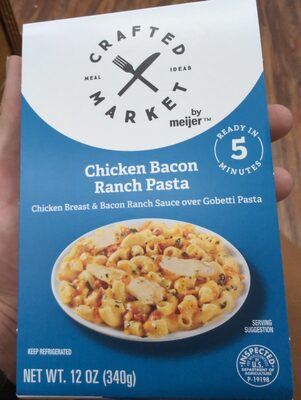 CRAFTED
MEAL IDEAS
MARKET
by
meijer™
READY IN
5
MINUTES
Chicken Bacon
Ranch Pasta
Chicken Breast & Bacon Ranch Sauce over Gobetti Pasta
SERVING
SUGGESTION
KEEP REFRIGERATED
NET WT. 12 OZ (340g)
INSPECTED
U.S.
DEPARTMENT OF
AGRICULTURE
P-19198